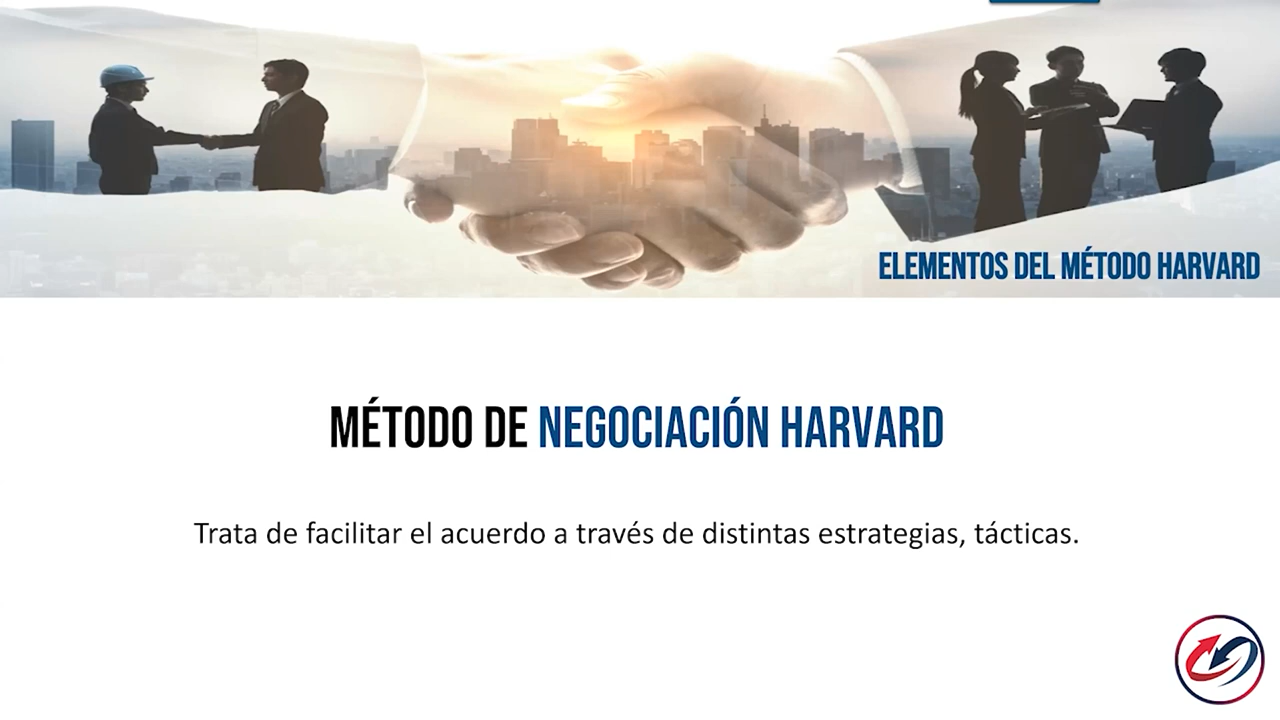 ELEMENTOS DEL MÉTODO HARVARD
MÉTODO DE NEGOCIACIÓN HARVARD
Trata de facilitar el acuerdo a través de distintas estrategias, tácticas.